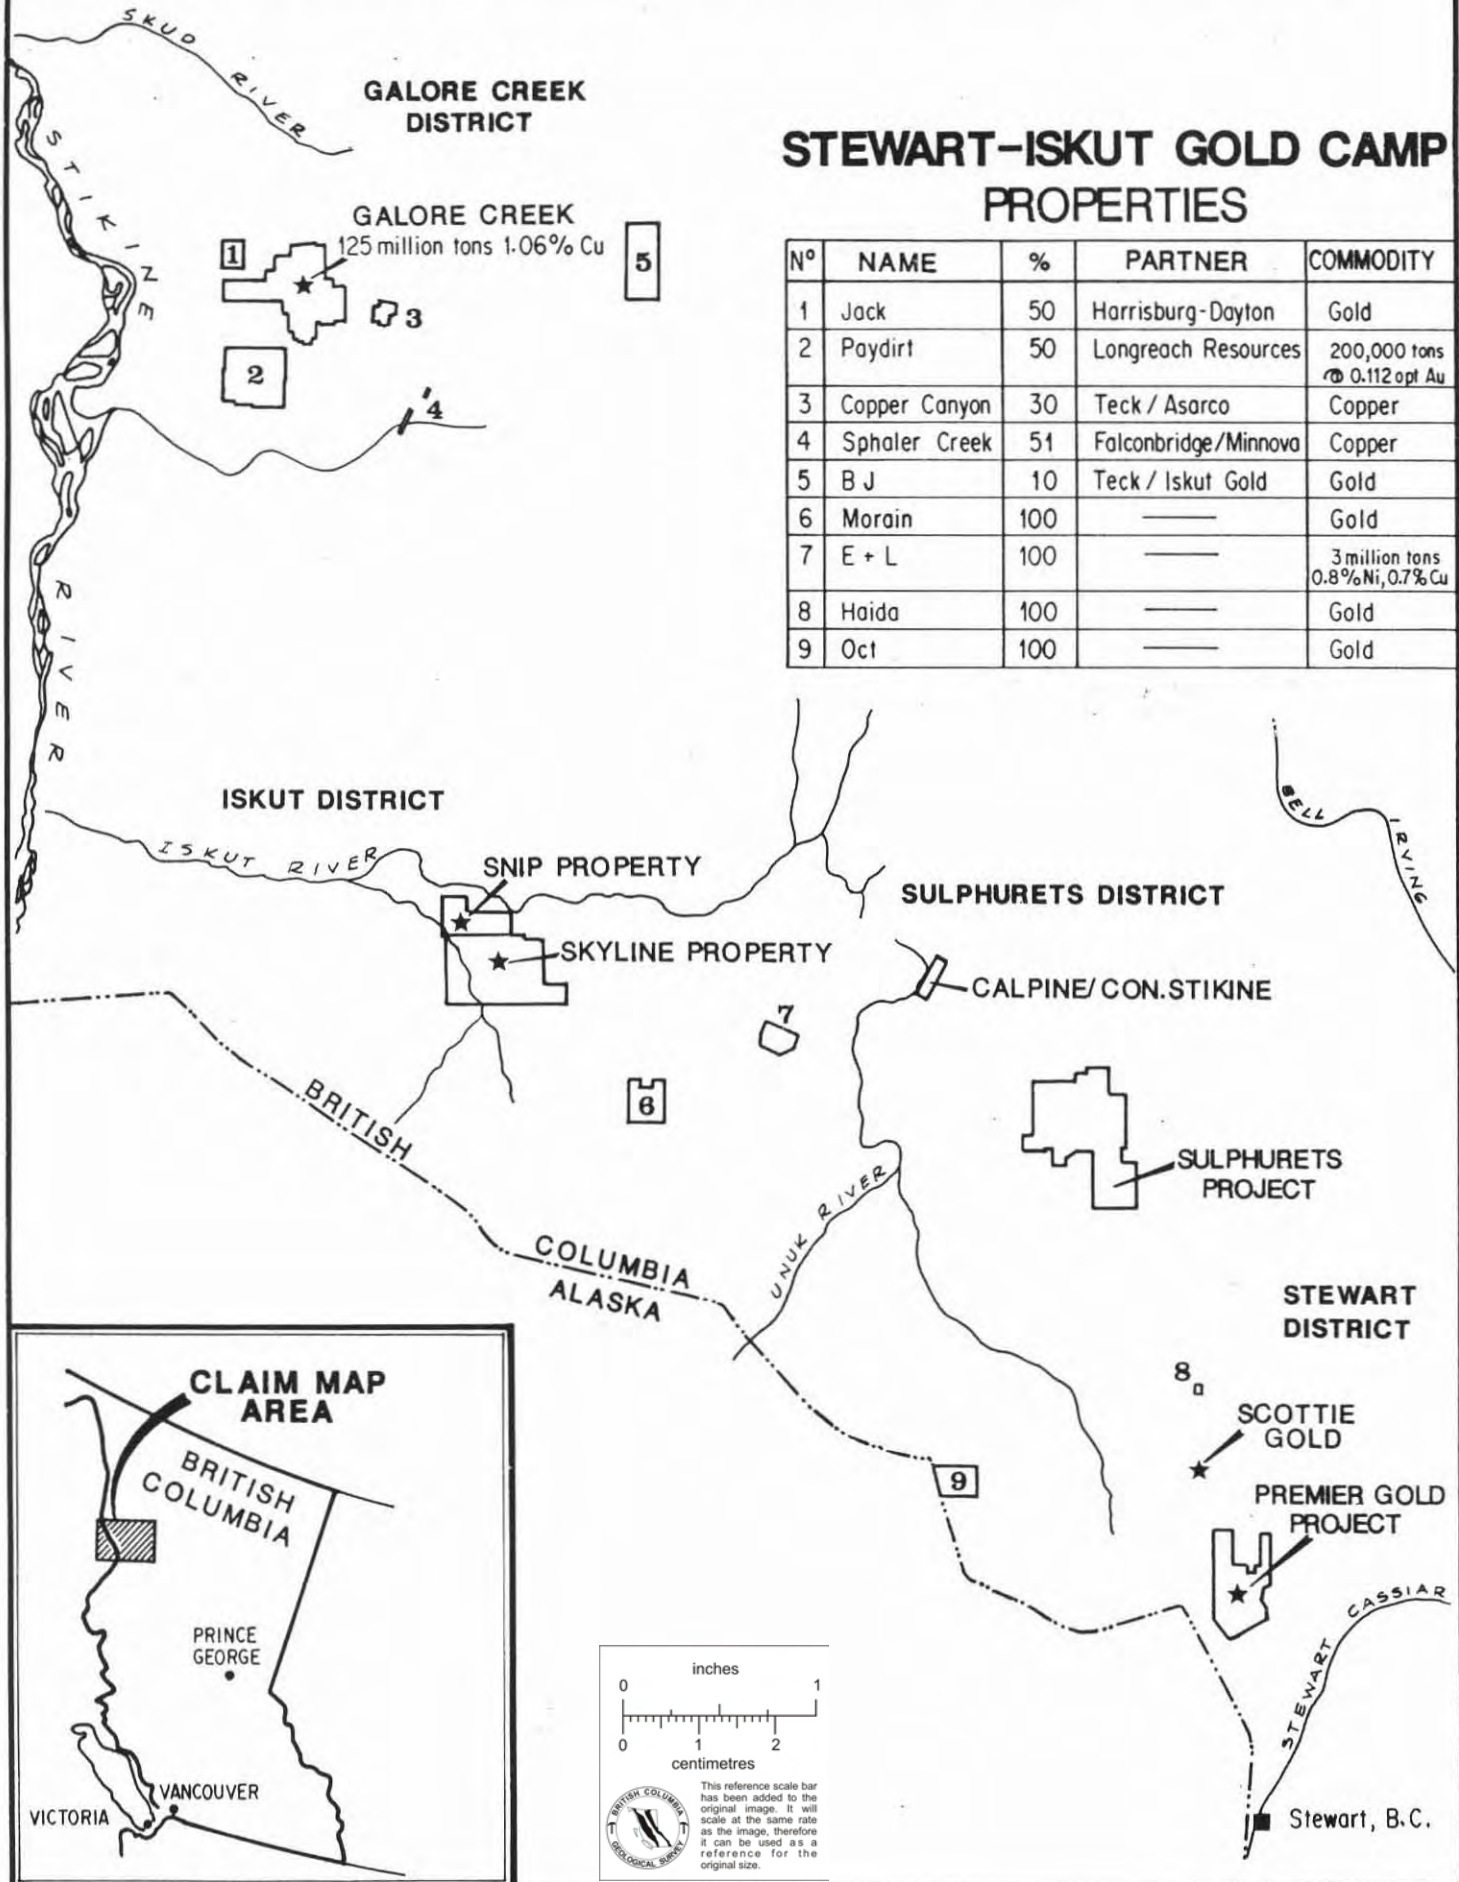 SKUD RIVER
GALORE CREEK
DISTRICT
STIKINE RIVER
STEWART-ISKUT GOLD CAMP
PROPERTIES
Nº NAME % PARTNER COMMODITY
1 Jack 50 Harrisburg-Dayton Gold
2 Paydirt 50 Longreach Resources 200,000 tons
@ 0.112 opt Au
3 Copper Canyon 30 Teck / Asarco Copper
4 Sphaler Creek 51 Falconbridge/Minnova Copper
5 B J 10 Teck / Iskut Gold Gold
6 Morain 100 —— Gold
7 E + L 100 —— 3 million tons
0.8% Ni, 0.7% Cu
8 Haida 100 —— Gold
9 Oct 100 —— Gold
GALORE CREEK
125 million tons 1.06% Cu
1
5
3
2
4
ISKUT DISTRICT
ISKUT RIVER
SNIP PROPERTY
SKYLINE PROPERTY
BELL IRVING
SULPHURETS DISTRICT
CALPINE/CON.STIKINE
7
6
SULPHURETS
PROJECT
UNUK RIVER
BRITISH
COLUMBIA
ALASKA
STEWART
DISTRICT
8
SCOTTIE
GOLD
9
PREMIER GOLD
PROJECT
STEWART CASSIAR
Stewart, B.C.
CLAIM MAP
AREA
BRITISH
COLUMBIA
PRINCE
GEORGE
VANCOUVER
VICTORIA
inches
0 1
0 1 2
centimetres
BRITISH COLUMBIA
GEOLOGICAL SURVEY
This reference scale bar
has been added to the
original image. It will
scale at the same rate
as the image, therefore
it can be used as a
reference for the
original size.